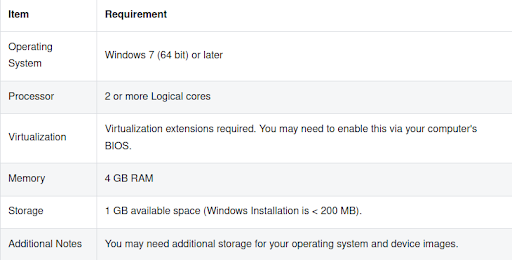 Item Requirement
Operating
System
Windows 7 (64 bit) or later
Processor 2 or more Logical cores
Virtualization
Virtualization extensions required. You may need to enable this via your computer's
BIOS.
Memory 4 GB RAM
Storage 1 GB available space (Windows Installation is < 200 MB).
Additional Notes You may need additional storage for your operating system and device images.